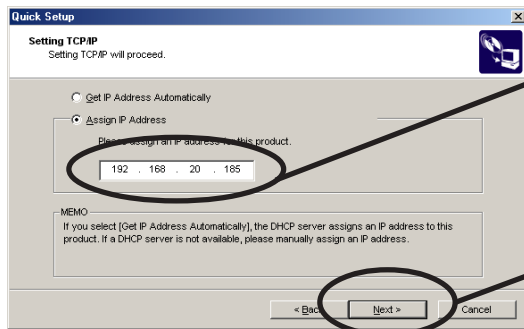 Quick Setup
Setting TCP/IP
Setting TCP/IP will proceed.
Get IP Address Automatically
Assign IP Address
Please assign an IP address for this product.
192 . 168 . 20 . 185
MEMO
If you select [Get IP Address Automatically], the DHCP server assigns an IP address to this
product. If a DHCP server is not available, please manually assign an IP address.
< Back
Next >
Cancel